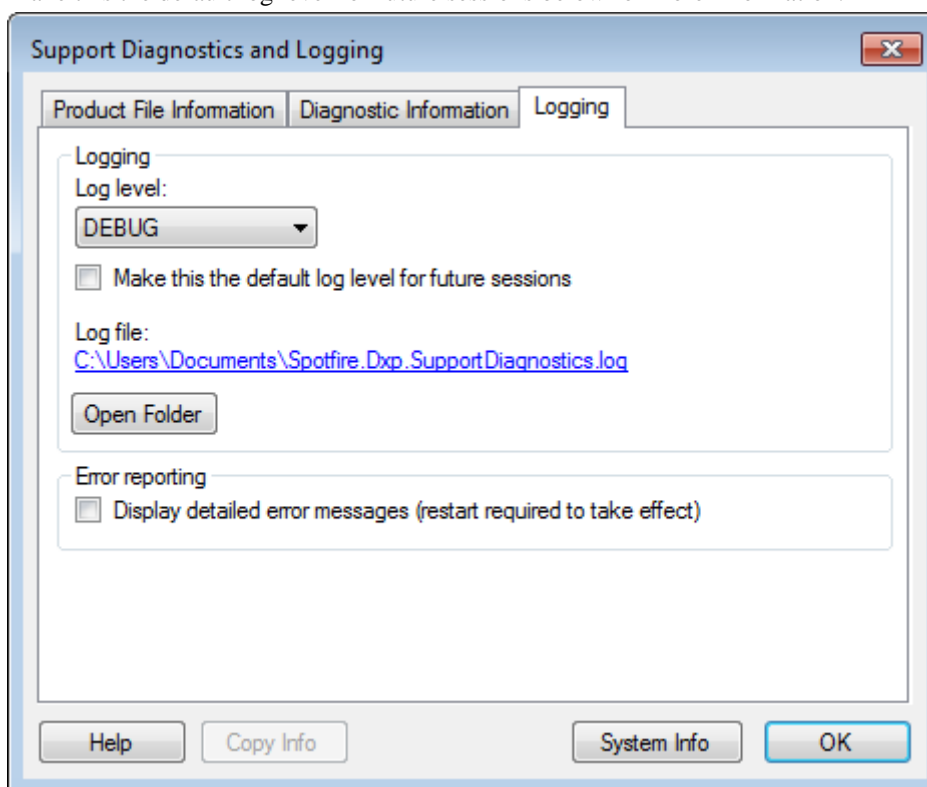 Support Diagnostics and Logging
Product File Information
Diagnostic Information
Logging
Logging
Log level:
DEBUG
Make this the default log level for future sessions
Log file:
C:\Users\Documents\Spotfire.Dxp.SupportDiagnostics.log
Open Folder
Error reporting
Display detailed error messages (restart required to take effect)
Help
Copy Info
System Info
OK